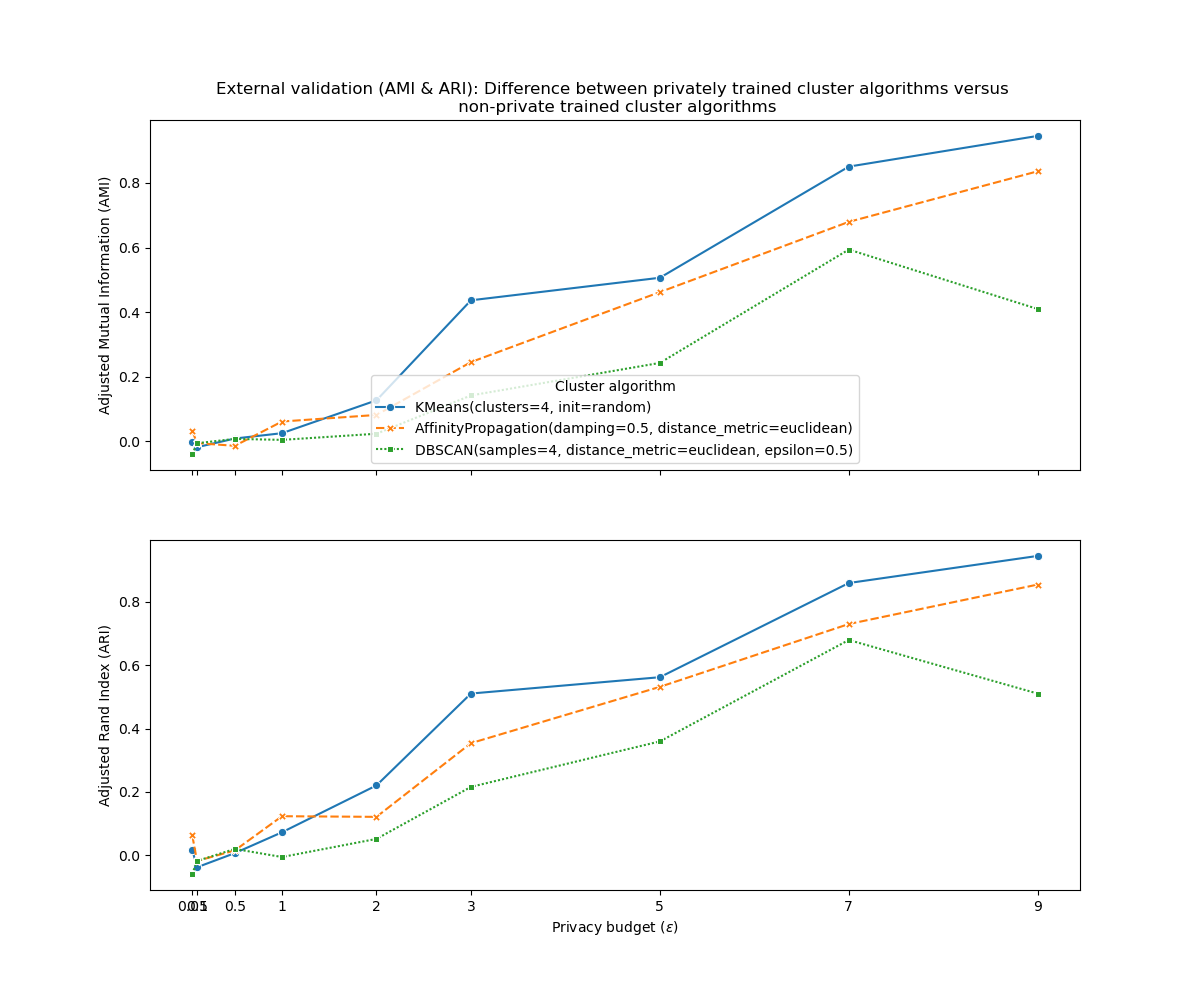 External validation (AMI & ARI): Difference between privately trained cluster algorithms versus
non-private trained cluster algorithms
Adjusted Mutual Information (AMI)
0.8
0.6
0.4
0.2
0.0
Cluster algorithm
KMeans(clusters=4, init=random)
AffinityPropagation(damping=0.5, distance_metric=euclidean)
DBSCAN(samples=4, distance_metric=euclidean, epsilon=0.5)
Adjusted Rand Index (ARI)
0.8
0.6
0.4
0.2
0.0
0.5 1 2 3 5 7 9
Privacy budget (ε)